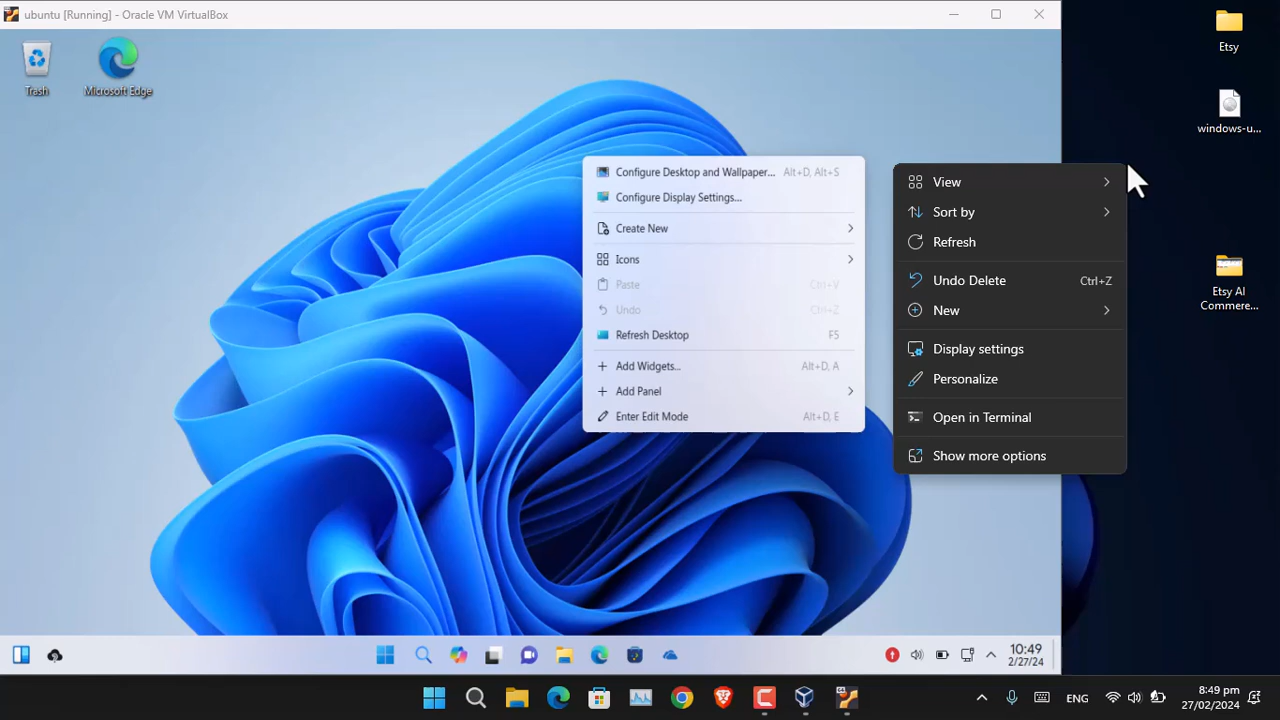 ubuntu [Running] - Oracle VM VirtualBox
Trash
Microsoft Edge
Etsy
windows-u...
Etsy AI
Commere...
Configure Desktop and Wallpaper... Alt+D, Alt+S
Configure Display Settings...
Create New
Icons
Paste Ctrl+V
Undo Ctrl+Z
Refresh Desktop F5
Add Widgets... Alt+D, A
Add Panel
Enter Edit Mode Alt+D, E
View
Sort by
Refresh
Undo Delete Ctrl+Z
New
Display settings
Personalize
Open in Terminal
Show more options
10:49
2/27/24
ENG
8:49 pm
27/02/2024